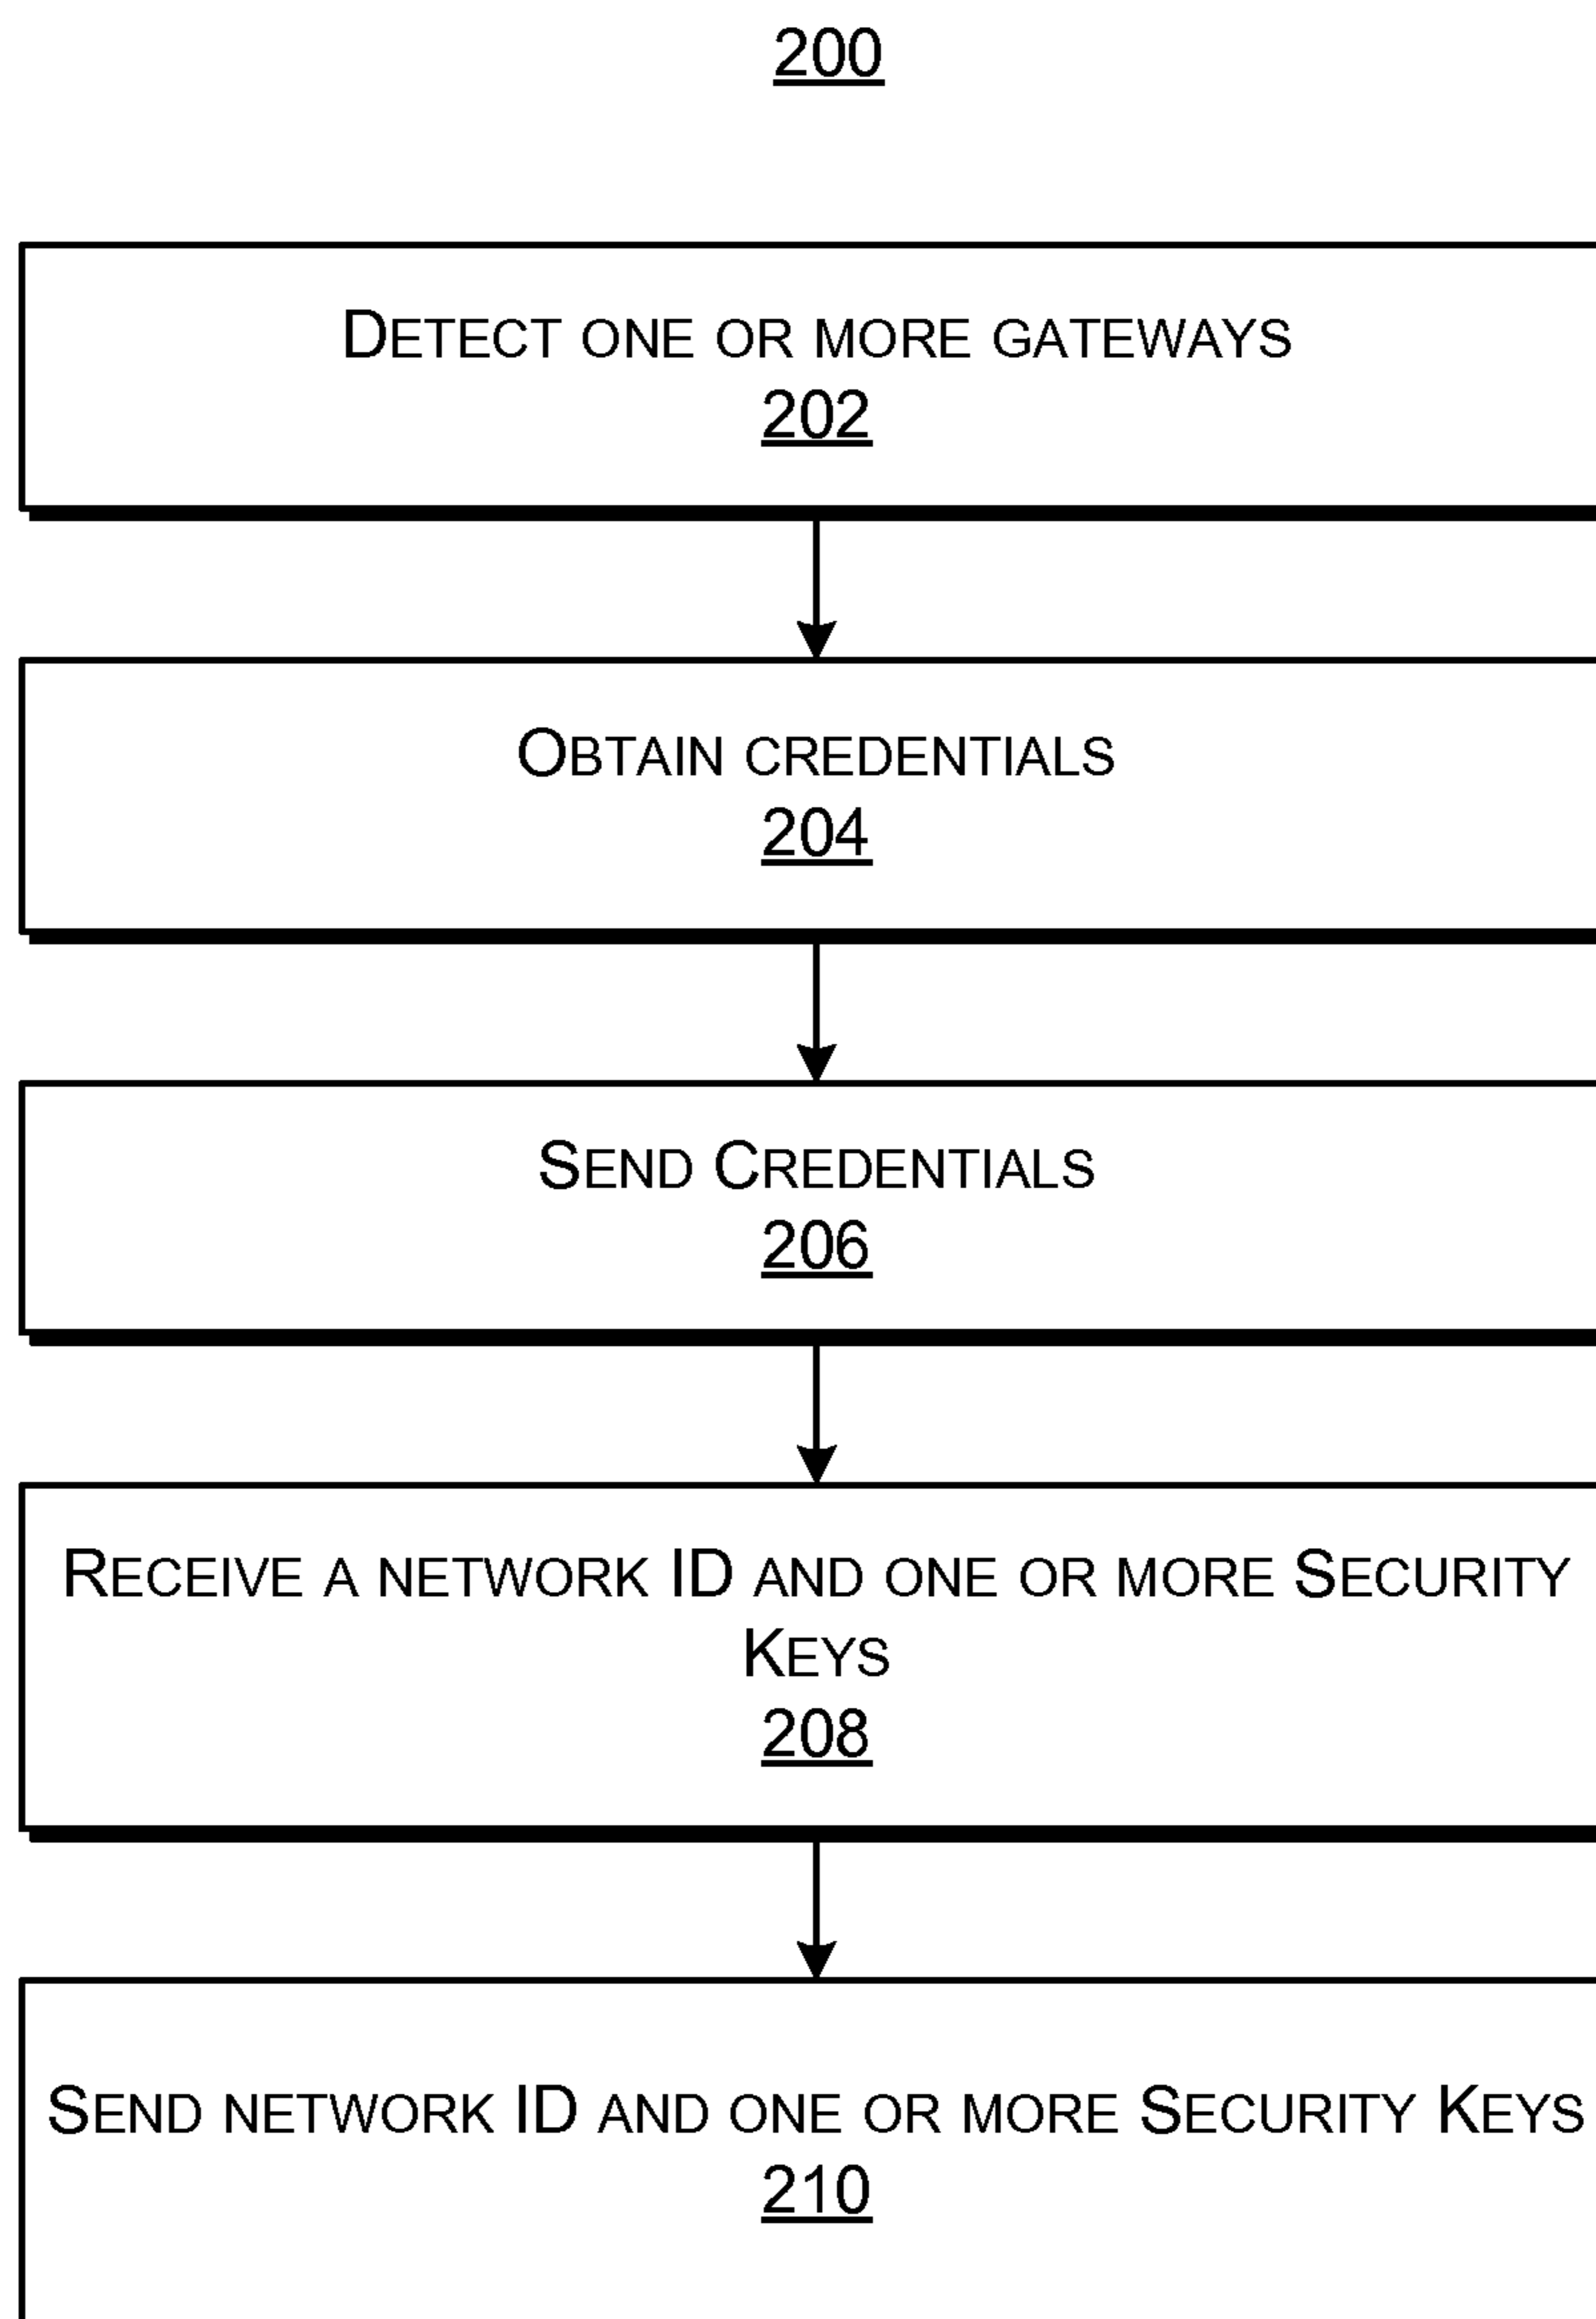 200
Detect one or more gateways
202
Obtain credentials
204
Send Credentials
206
Receive a network ID and one or more Security
Keys
208
Send network ID and one or more Security Keys
210